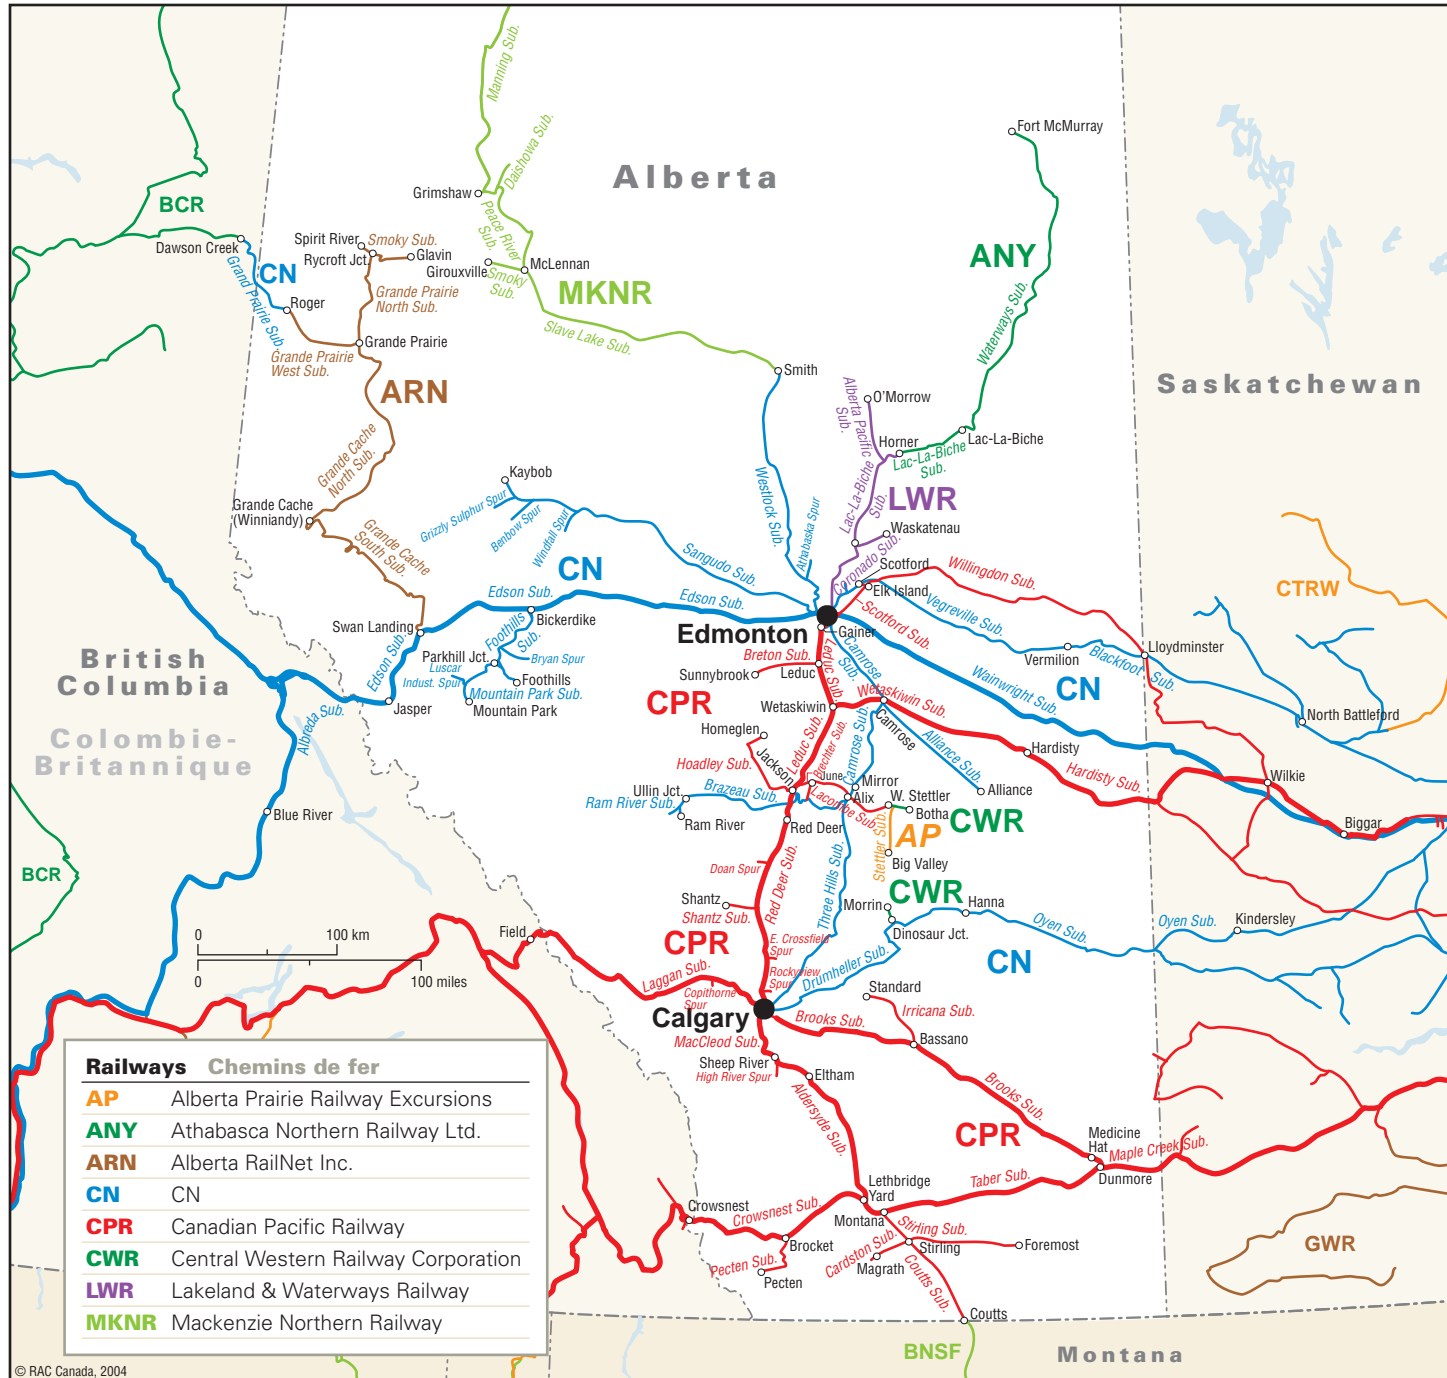 Manning Sub.
Daishowa Sub.
Fort McMurray
Alberta
Grimshaw
BCR
Peace River
Sub.
Spirit River
Smoky Sub.
Dawson Creek
Rycroft Jct.
Glavin
Girouxville
McLennan
ANY
CN
Smoky
Sub.
MKNR
Grand Prairie Sub
Roger
Grande Prairie
North Sub.
Waterways Sub.
Slave Lake Sub.
Grande Prairie
Grande Prairie
West Sub.
Smith
Saskatchewan
ARN
Alberta Pacific
Sub.
O'Morrow
Horner
Lac-La-Biche
Lac-La-Biche
Sub.
Grande Cache
North Sub.
Kaybob
Westlock Sub.
Lac-La-Biche
Sub.
LWR
Grizzly Sulphur Spur
Benbow Spur
Windfall Spur
Athabaska Spur
Grande Cache
(Winniandy)
Waskatenau
Grande Cache
South Sub.
Sangudo Sub.
Coronado Sub.
Scotford
Willingdon Sub.
CN
Elk Island
CTRW
Edson Sub.
Edson Sub.
Vegreville Sub.
Scotford Sub.
Swan Landing
Bickerdike
Edmonton
Gainer
Foothills
Sub.
Edson Sub.
Parkhill Jct.
Bryan Spur
Breton Sub.
Leduc Sub.
Camrose
Sub.
Vermilion
Blackfoot Sub.
Lloydminster
British
Columbia
Luscar
Indust. Spur
Foothills
Sunnybrook
Leduc
Mountain Park Sub.
Wetaskiwin Sub.
Wainwright Sub.
CN
Albreda Sub.
Jasper
Mountain Park
CPR
Wetaskiwin
Camrose
North Battleford
Colombie-
Britannique
Homeglen
Leduc Sub.
Brechter Sub.
Camrose Sub.
Alliance Sub.
Hardisty
Hoadley Sub.
Jackson
June
Mirror
Hardisty Sub.
Wilkie
Ullin Jct.
Brazeau Sub.
Alix
Alliance
Ram River Sub.
Lacombe Sub.
W. Stettler
Botha
CWR
Blue River
Ram River
Red Deer
AP
Biggar
Stettler Sub.
Big Valley
Doan Spur
Red Deer Sub.
Three Hills Sub.
BCR
CWR
Shantz
Morrin
Hanna
Shantz Sub.
Dinosaur Jct.
Oyen Sub.
Oyen Sub.
Kindersley
Field
CPR
E. Crossfield
Spur
CN
0 100 km
0 100 miles
Laggan Sub.
Rockyview
Spur
Drumheller Sub.
Copithorne
Spur
Standard
Irricana Sub.
Calgary
Brooks Sub.
MacCleod Sub.
Bassano
Sheep River
High River Spur
Eltham
Aldersyde Sub.
Brooks Sub.
CPR
Medicine
Hat
Maple Creek Sub.
Dunmore
Lethbridge
Yard
Taber Sub.
Crowsnest
Crowsnest Sub.
Montana
Stirling Sub.
Brocket
Cardston Sub.
Stirling
Foremost
GWR
Pecten Sub.
Magrath
Pecten
Coutts Sub.
Coutts
BNSF
Montana
Railways Chemins de fer
AP Alberta Prairie Railway Excursions
ANY Athabasca Northern Railway Ltd.
ARN Alberta RailNet Inc.
CN CN
CPR Canadian Pacific Railway
CWR Central Western Railway Corporation
LWR Lakeland & Waterways Railway
MKNR Mackenzie Northern Railway
© RAC Canada, 2004